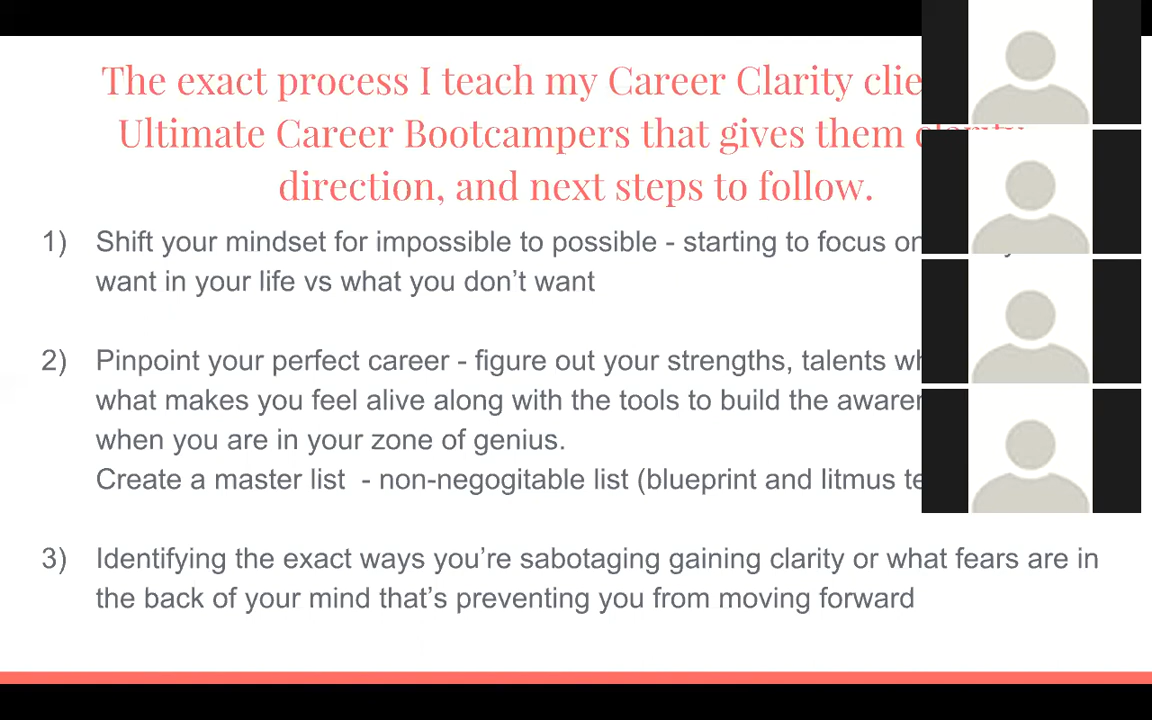 The exact process I teach my Career Clarity
Ultimate Career Bootcampers that gives them clarity,
direction, and next steps to follow.
1) Shift your mindset for impossible to possible - starting to focus
want in your life vs what you don’t want
2) Pinpoint your perfect career - figure out your strengths, talents
what makes you feel alive along with the tools to build the
when you are in your zone of genius.
Create a master list - non-negogitable list (blueprint and litmus
3) Identifying the exact ways you’re sabotaging gaining clarity or what fears are in
the back of your mind that’s preventing you from moving forward